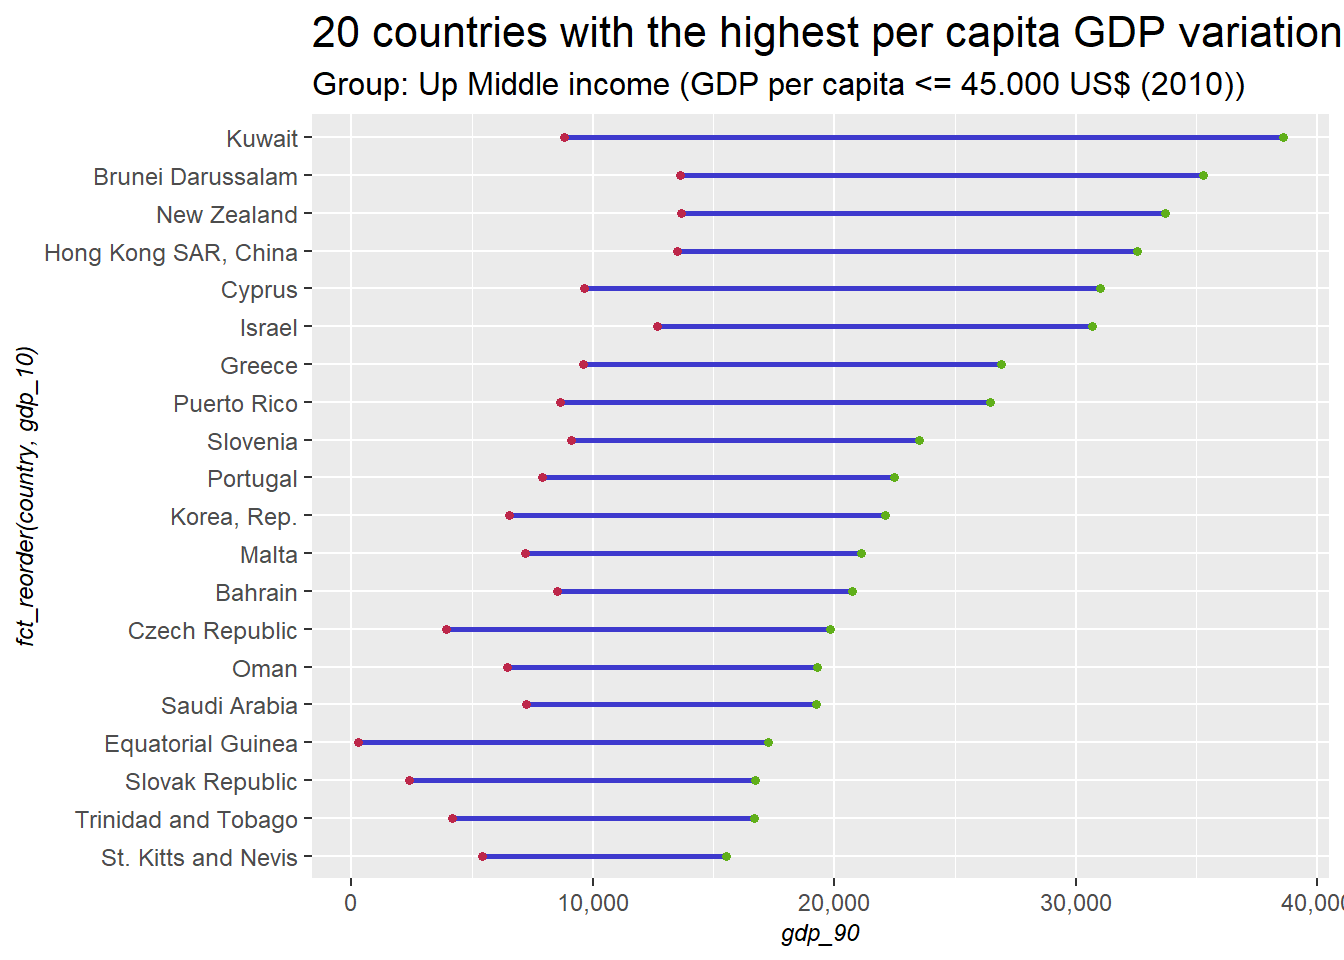 20 countries with the highest per capita GDP variation
Group: Up Middle income (GDP per capita <= 45.000 US$ (2010))
fct_reorder(country, gdp_10)
Kuwait
Brunei Darussalam
New Zealand
Hong Kong SAR, China
Cyprus
Israel
Greece
Puerto Rico
Slovenia
Portugal
Korea, Rep.
Malta
Bahrain
Czech Republic
Oman
Saudi Arabia
Equatorial Guinea
Slovak Republic
Trinidad and Tobago
St. Kitts and Nevis
0 10,000 20,000 30,000 40,000
gdp_90